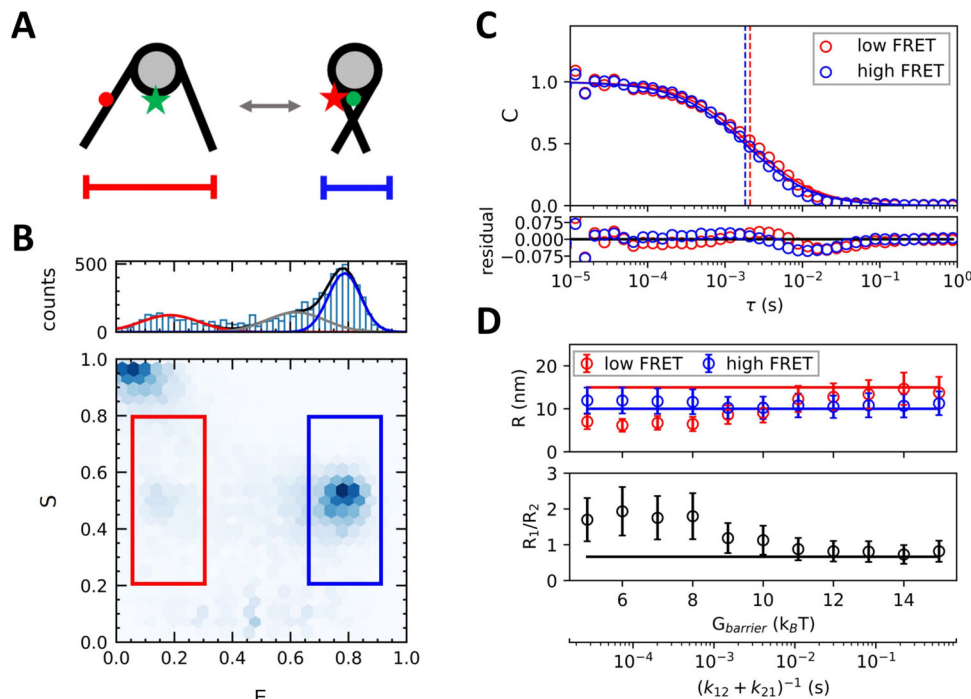 A
B
counts
500
0
1.0
0.8
0.6
0.4
0.2
0.0
S
0.0 0.2 0.4 0.6 0.8 1.0
E
C
low FRET
high FRET
1.0
0.5
0.0
C
0.075
0.000
−0.075
residual
10⁻⁵ 10⁻⁴ 10⁻³ 10⁻² 10⁻¹ 10⁰
τ (s)
D
low FRET high FRET
20
10
0
R (nm)
3
2
1
0
R₁/R₂
6 8 10 12 14
G_barrier (k_BT)
10⁻⁴ 10⁻³ 10⁻² 10⁻¹
(k₁₂ + k₂₁)⁻¹ (s)